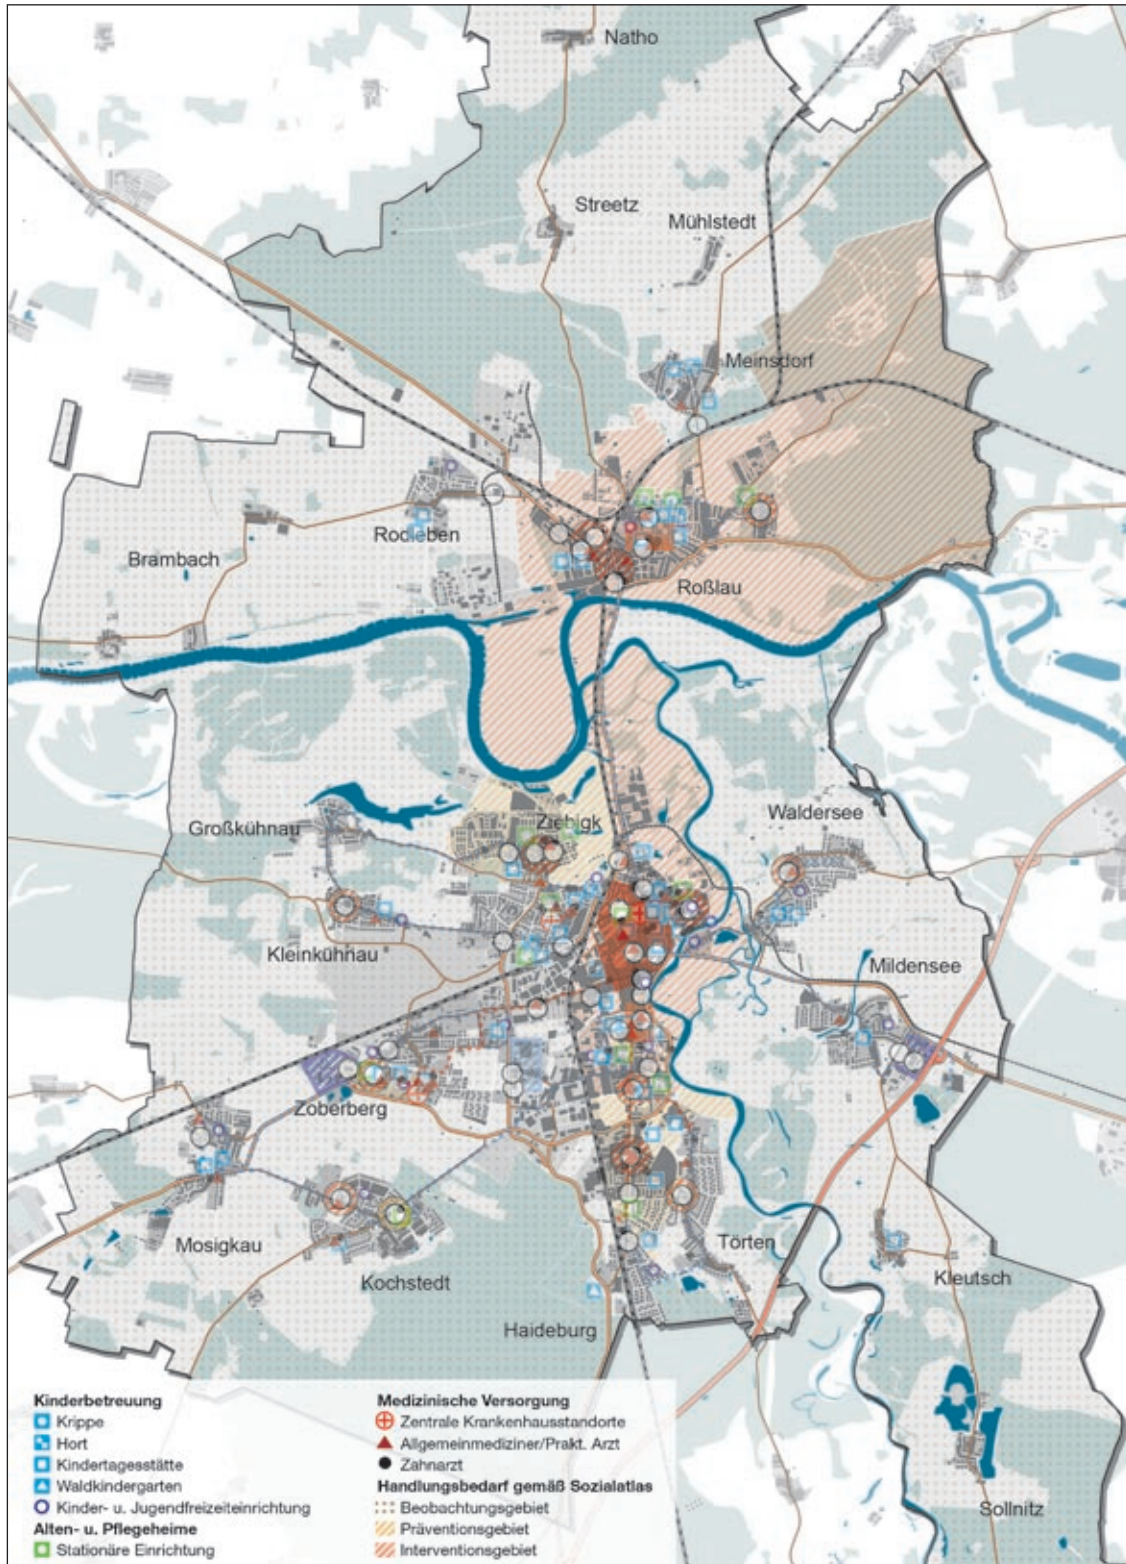 Natho
Streetz
Mühlstedt
Meinsdorf
Rodleben
Brambach
Roßlau
Großkühnau
Ziebigk
Waldersee
Kleinkühnau
Mildensee
Zoberberg
Mosigkau
Törten
Kochstedt
Kleutsch
Haideburg
Sollnitz
Kinderbetreuung
Krippe
Hort
Kindertagesstätte
Waldkindergarten
Kinder- u. Jugendfreizeiteinrichtung
Alten- u. Pflegeheime
Stationäre Einrichtung
Medizinische Versorgung
Zentrale Krankenhausstandorte
Allgemeinmediziner/Prakt. Arzt
Zahnarzt
Handlungsbedarf gemäß Sozialatlas
Beobachtungsgebiet
Präventionsgebiet
Interventionsgebiet